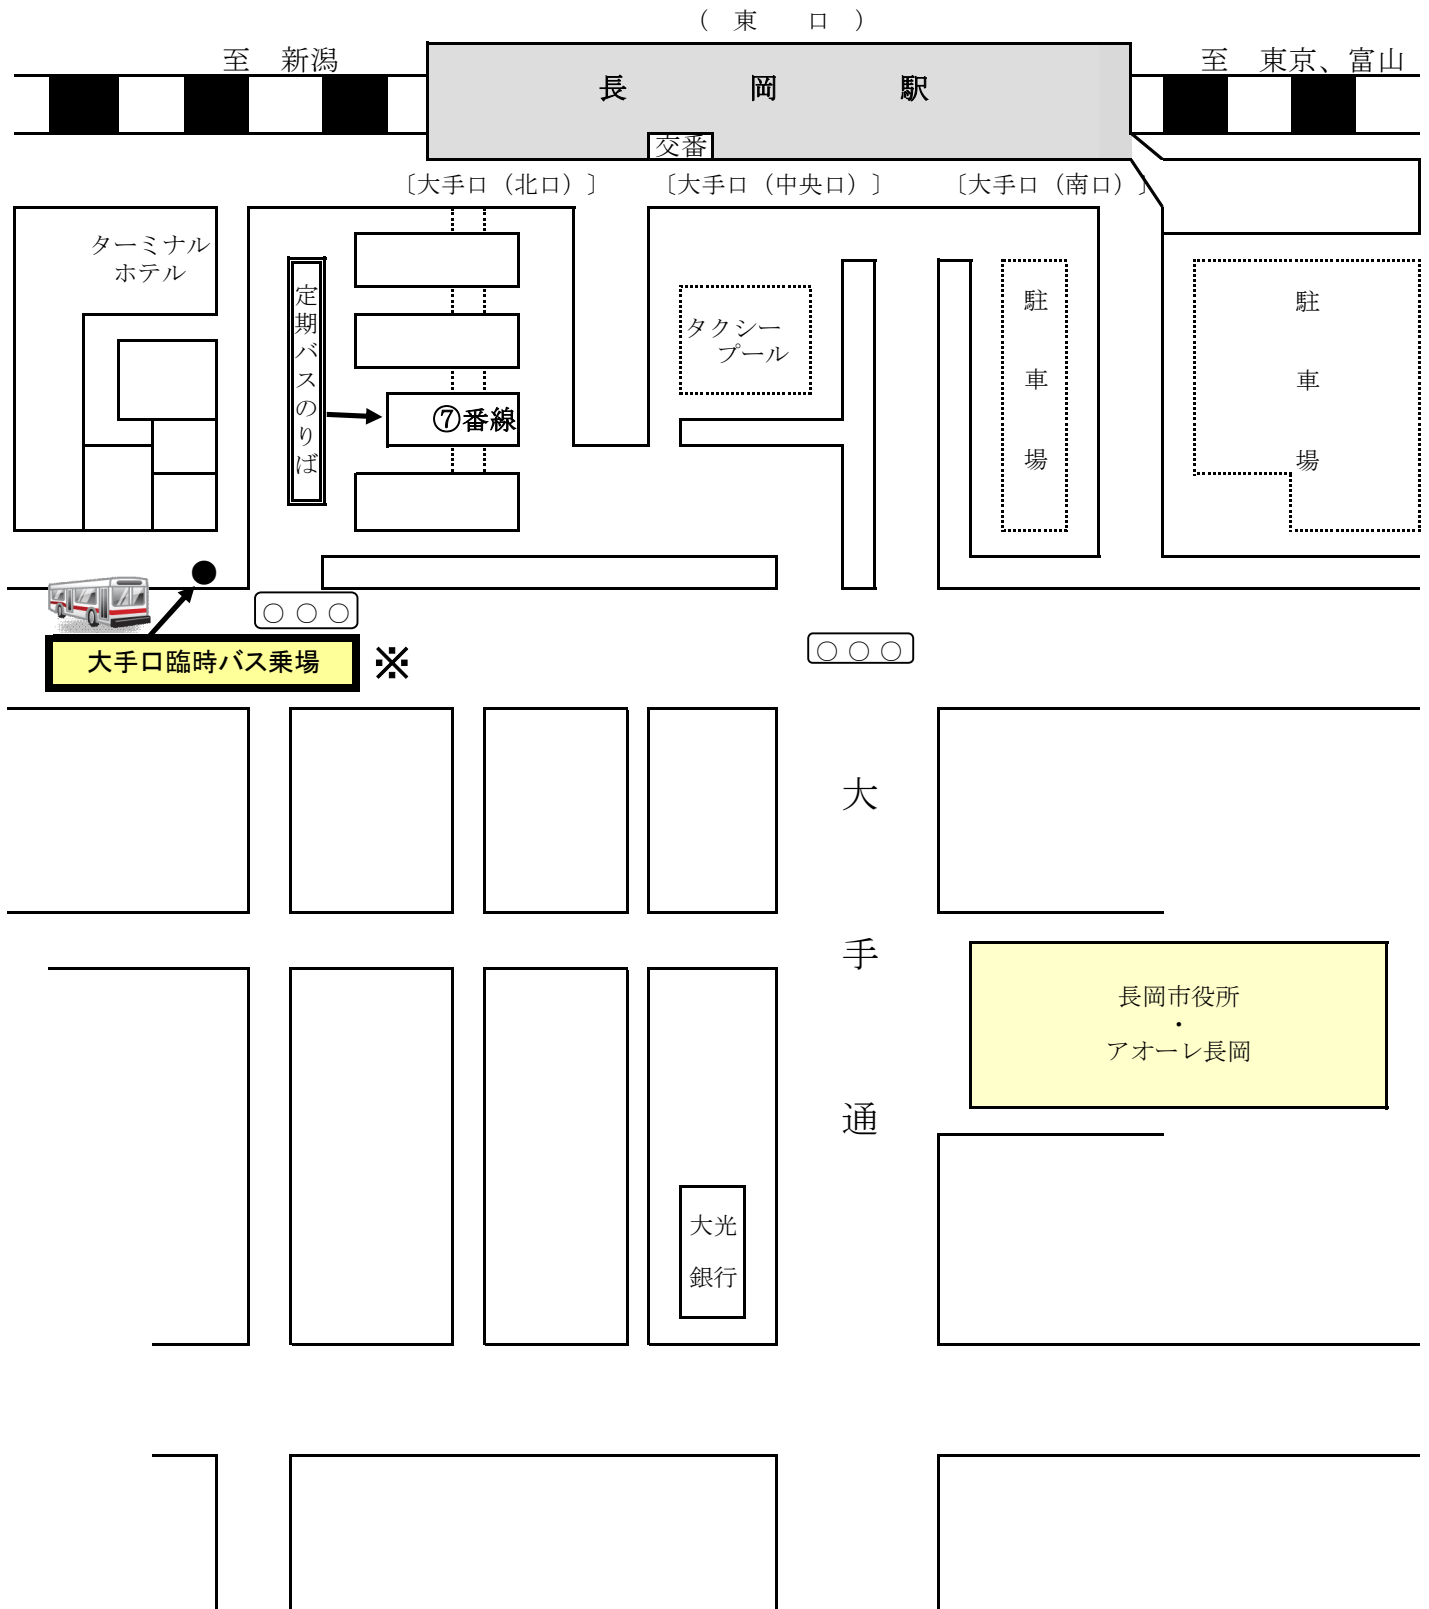 （　東　　口　）
至　新潟
至　東京、富山
長　岡　駅
交番
〔大手口（北口）〕
〔大手口（中央口）〕
〔大手口（南口）〕
ターミナル
ホテル
定期バスのりば
⑦番線
タクシー
プール
駐車場
駐車場
○ ○ ○
○ ○ ○
大手口臨時バス乗場
※
大手通
長岡市役所
・
アオーレ長岡
大光
銀行